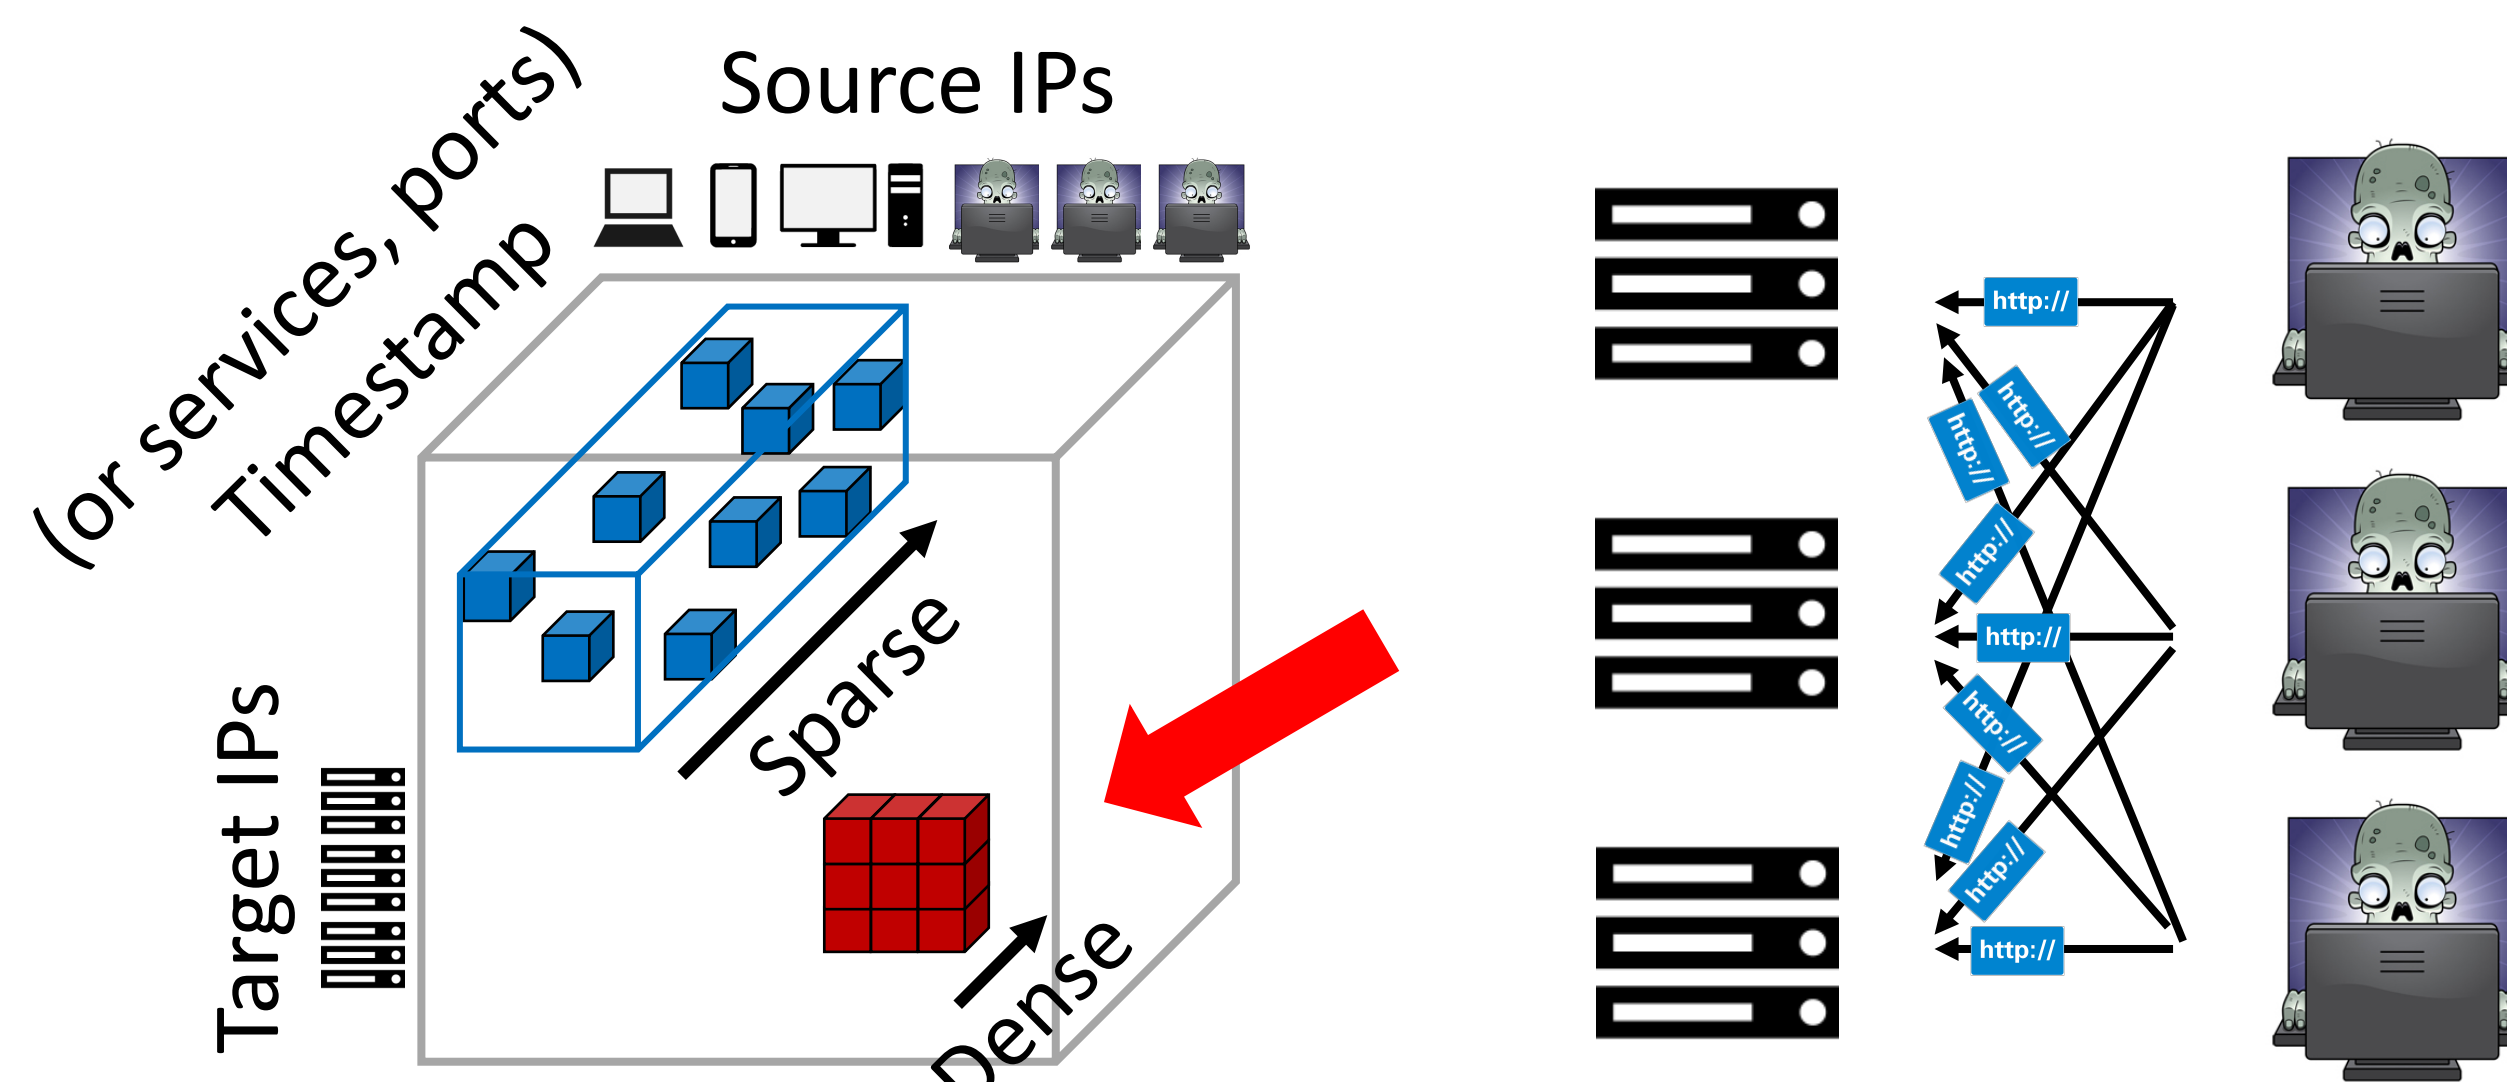 Source IPs
(or services, ports)
Timestamp
Target IPs
Sparse
Dense
http://
http://
http://
http://
http://
http://
http://
http://
http://